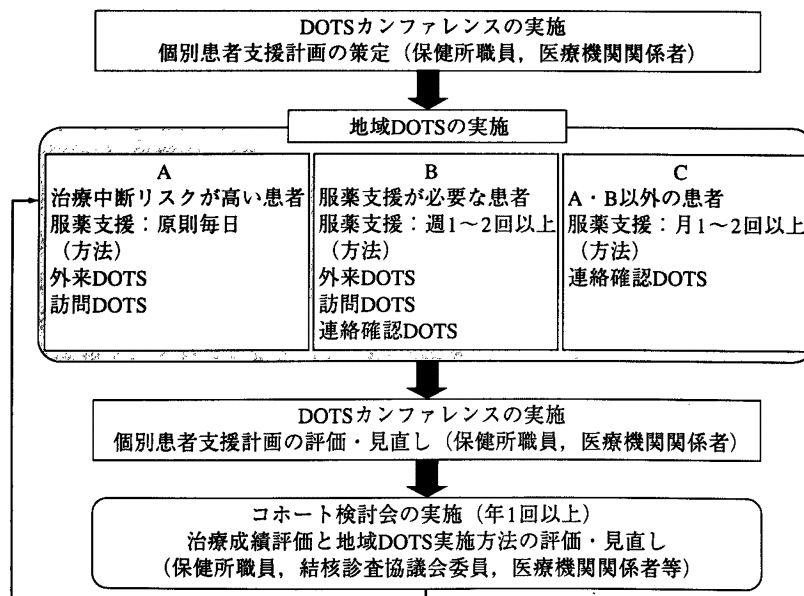 DOTSカンファレンスの実施
個別患者支援計画の策定（保健所職員，医療機関関係者）
地域DOTSの実施
A
治療中断リスクが高い患者
服薬支援：原則毎日
（方法）
外来DOTS
訪問DOTS
B
服薬支援が必要な患者
服薬支援：週1～2回以上
（方法）
外来DOTS
訪問DOTS
連絡確認DOTS
C
A・B以外の患者
服薬支援：月1～2回以上
（方法）
連絡確認DOTS
DOTSカンファレンスの実施
個別患者支援計画の評価・見直し（保健所職員，医療機関関係者）
コホート検討会の実施（年1回以上）
治療成績評価と地域DOTS実施方法の評価・見直し
（保健所職員，結核診査協議会委員，医療機関関係者等）